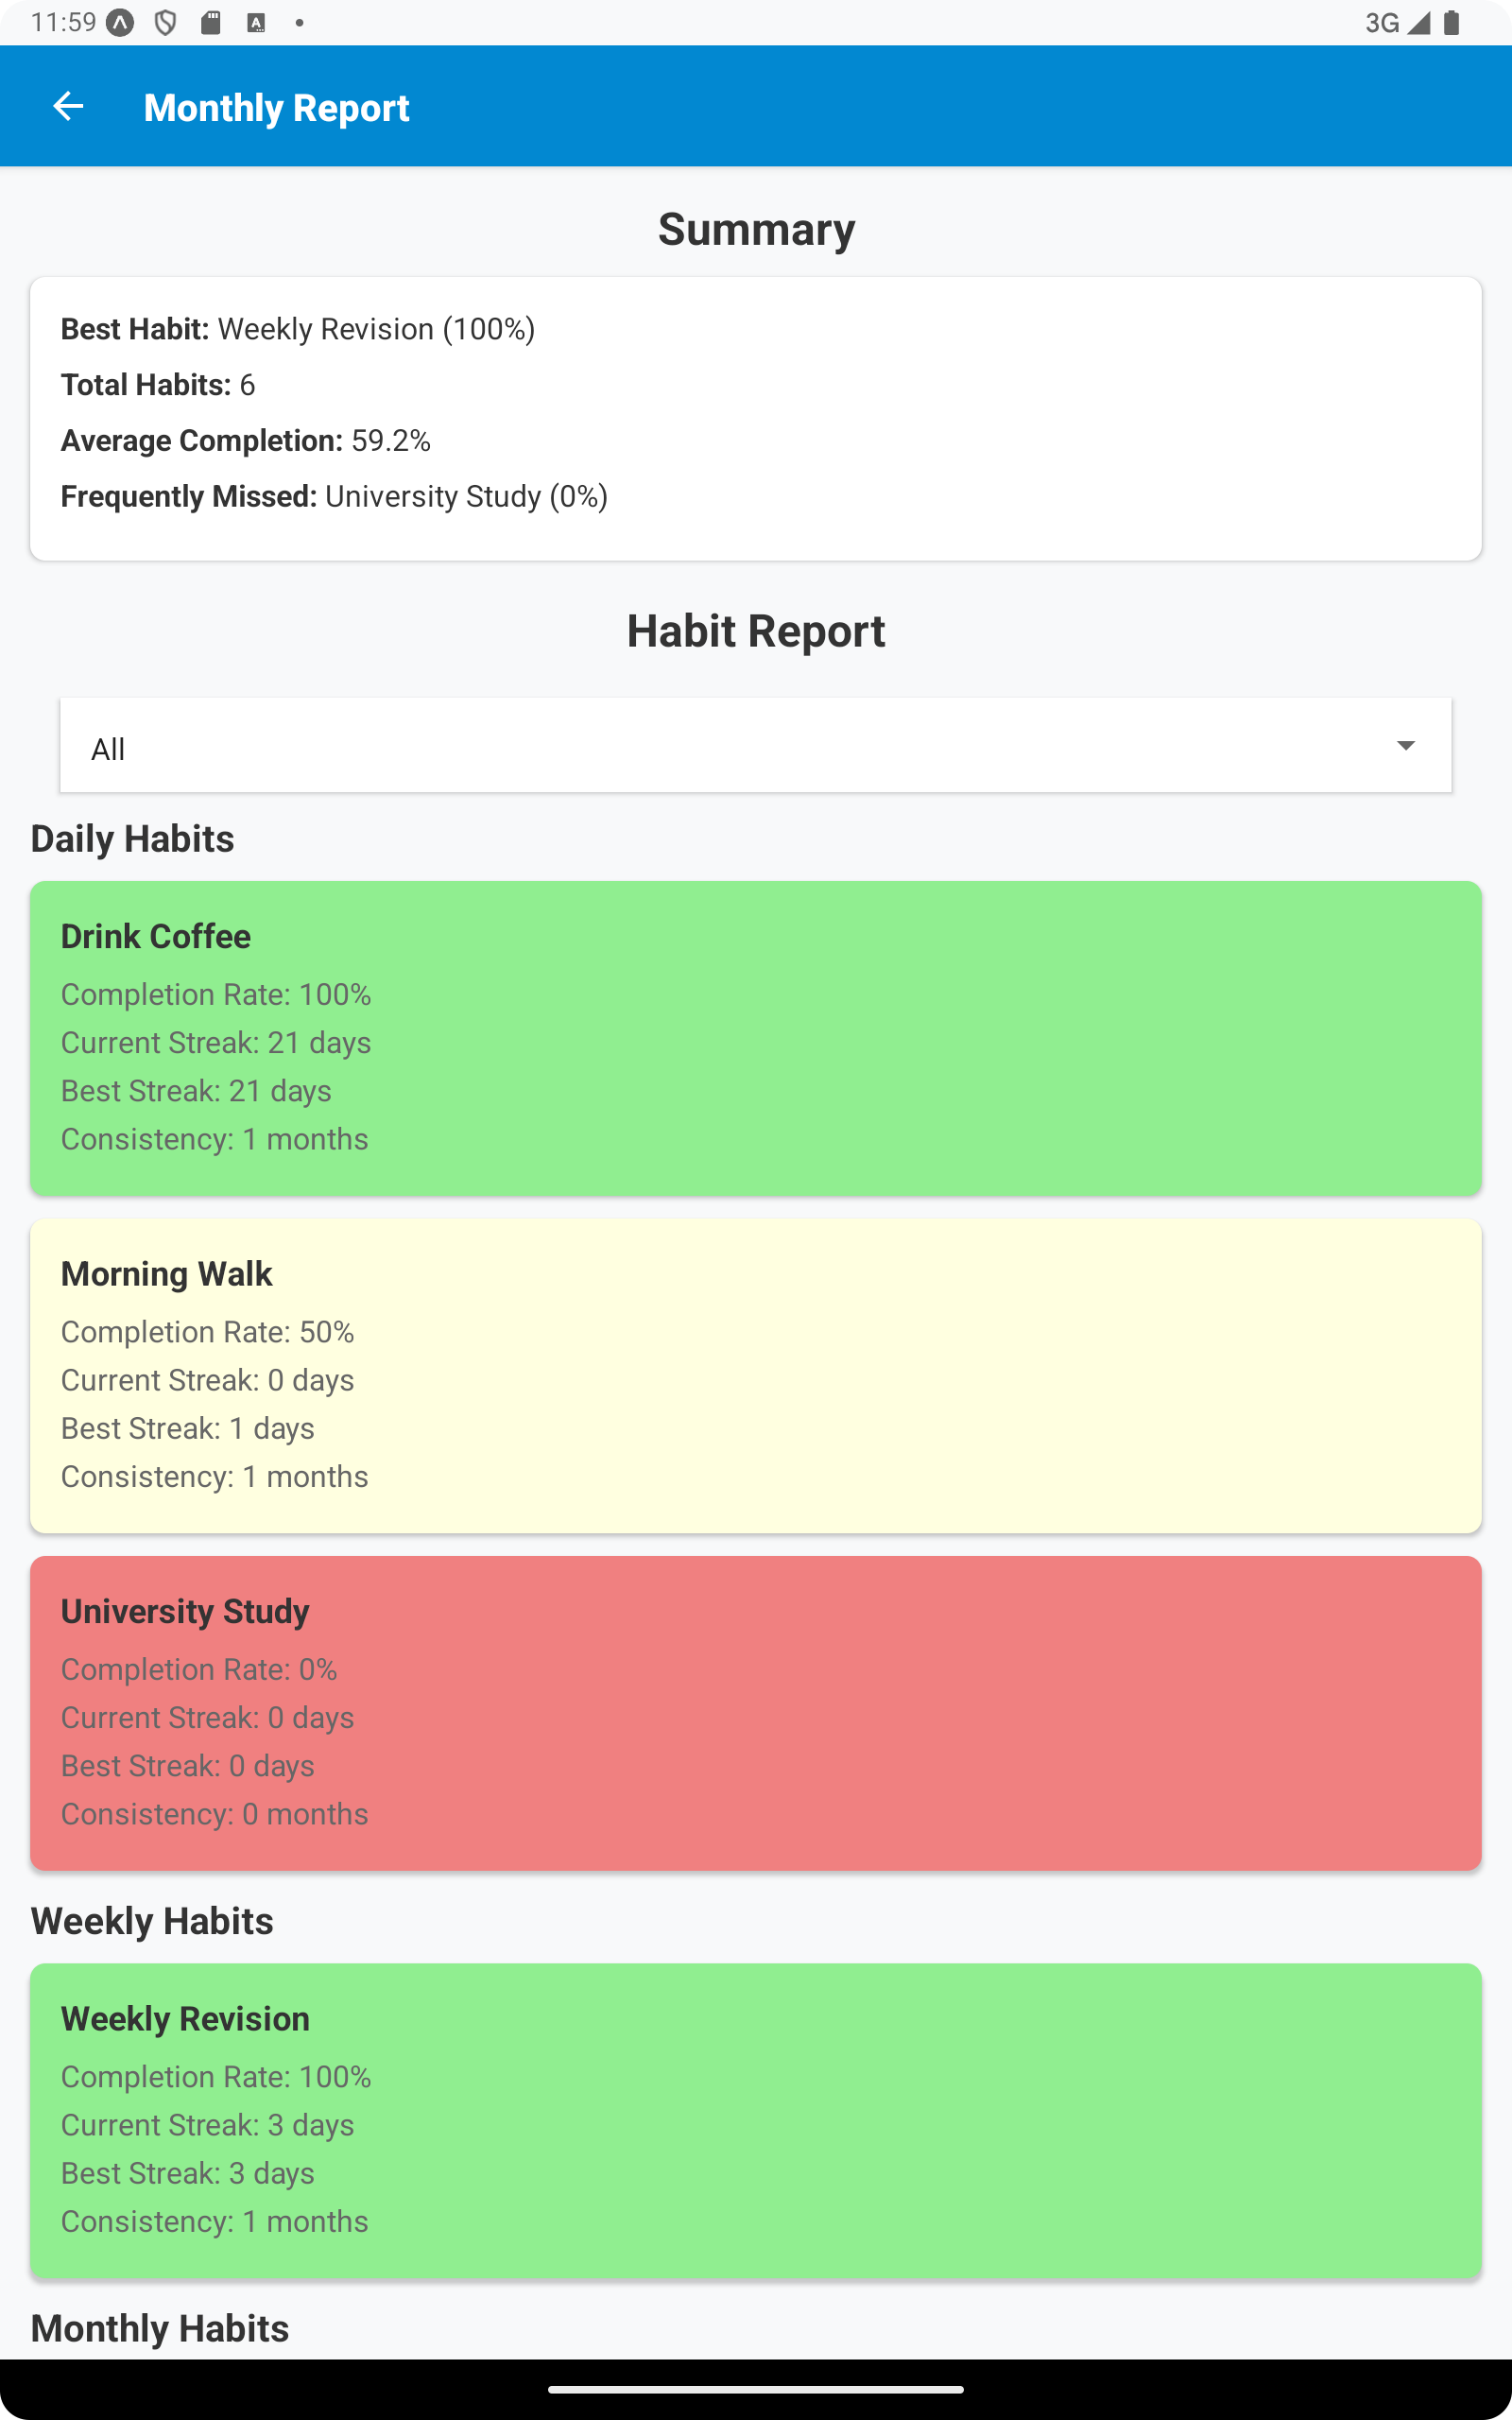 11:59
3G
Monthly Report
Summary
Best Habit: Weekly Revision (100%)
Total Habits: 6
Average Completion: 59.2%
Frequently Missed: University Study (0%)
Habit Report
All
Daily Habits
Drink Coffee
Completion Rate: 100%
Current Streak: 21 days
Best Streak: 21 days
Consistency: 1 months
Morning Walk
Completion Rate: 50%
Current Streak: 0 days
Best Streak: 1 days
Consistency: 1 months
University Study
Completion Rate: 0%
Current Streak: 0 days
Best Streak: 0 days
Consistency: 0 months
Weekly Habits
Weekly Revision
Completion Rate: 100%
Current Streak: 3 days
Best Streak: 3 days
Consistency: 1 months
Monthly Habits